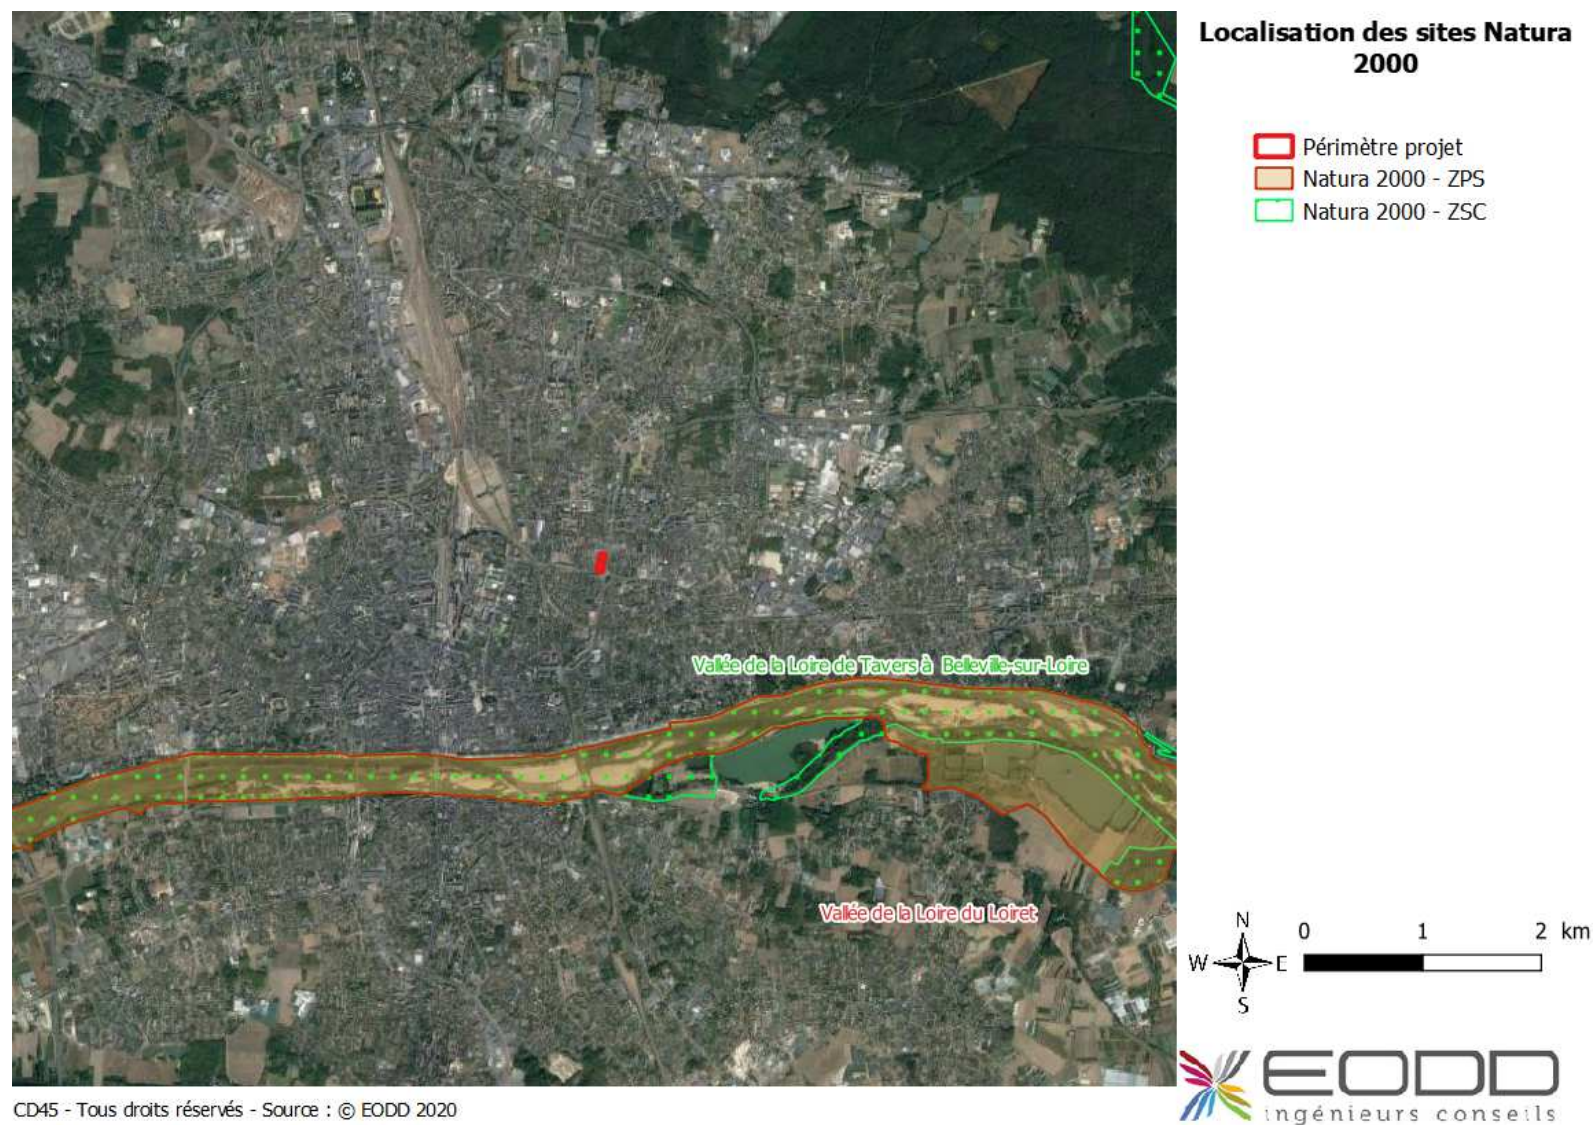 Localisation des sites Natura
2000
Périmètre projet
Natura 2000 - ZPS
Natura 2000 - ZSC
Vallée de la Loire de Tavers à Belleville-sur-Loire
Vallée de la Loire du Loiret
N
W E
S
0 1 2 km
EODD
ingénieurs conseils
CD45 - Tous droits réservés - Source : © EODD 2020